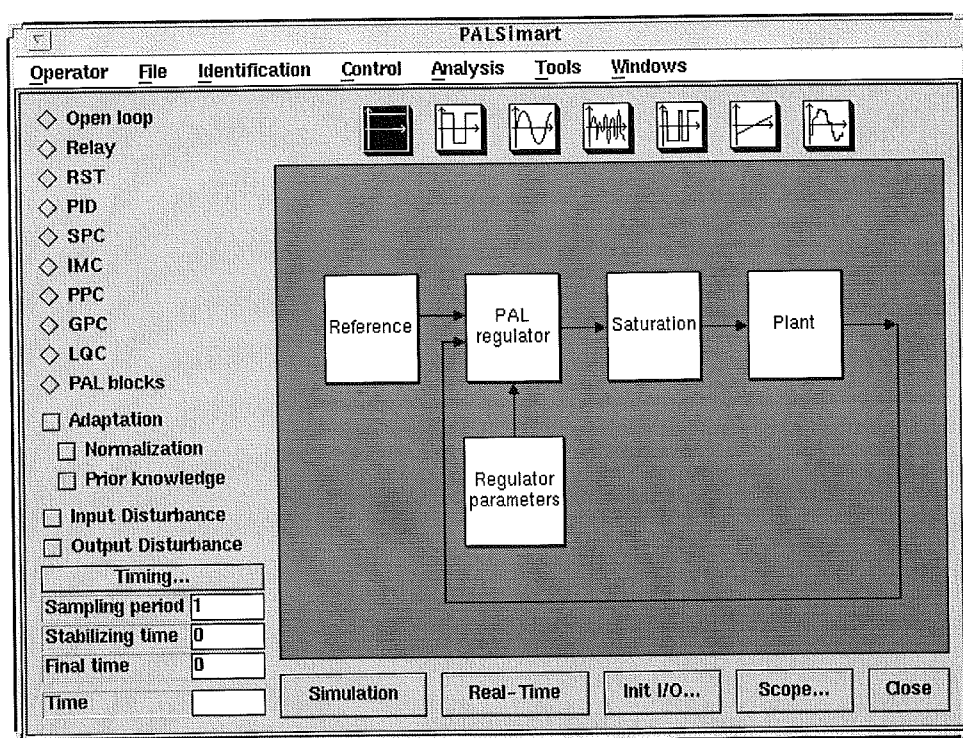 PALSimart
Operator File Identification Control Analysis Tools Windows
Open loop
Relay
RST
PID
SPC
IMC
PPC
GPC
LQC
PAL blocks
Adaptation
Normalization
Prior knowledge
Input Disturbance
Output Disturbance
Timing...
Sampling period 1
Stabilizing time 0
Final time 0
Time
Reference
PAL
regulator
Saturation
Plant
Regulator
parameters
Simulation
Real-Time
Init I/O...
Scope...
Close